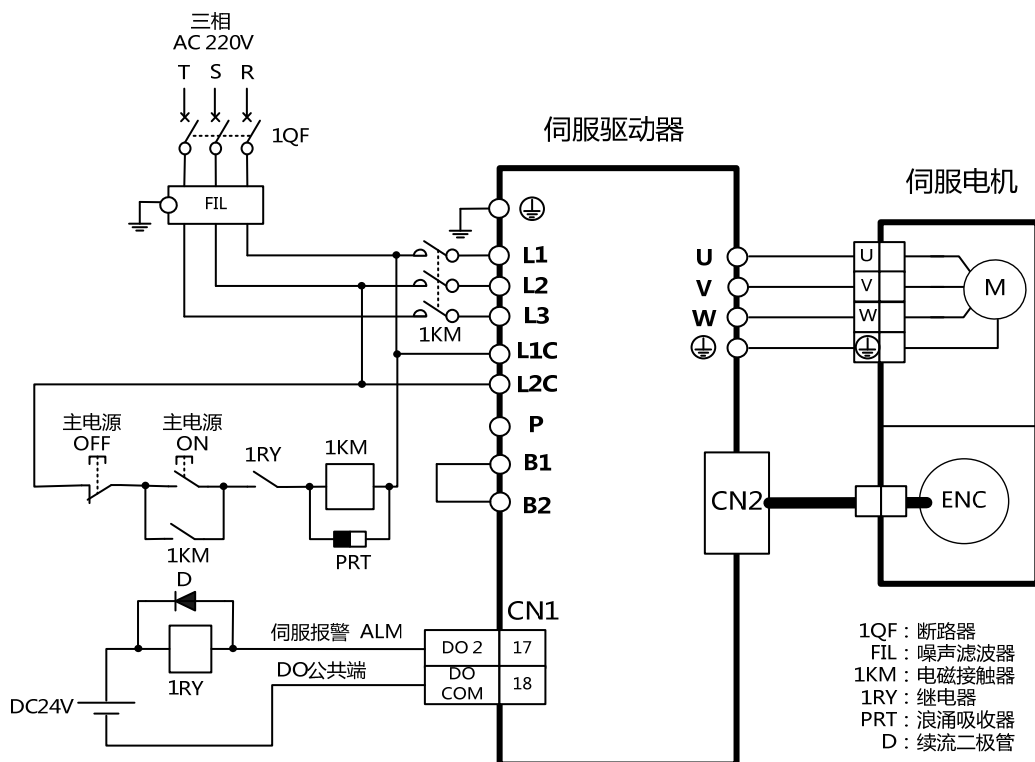 三相
AC 220V
T S R
1QF
FIL
伺服驱动器
伺服电机
L1
L2
L3
1KM
L1C
L2C
P
B1
B2
U
V
W
U
V
W
M
主电源
OFF
主电源
ON
1RY
1KM
1KM
PRT
CN2
ENC
D
1RY
DC24V
伺服报警 ALM
DO公共端
CN1
DO 2 17
DO
COM 18
1QF：断路器
FIL：噪声滤波器
1KM：电磁接触器
1RY：继电器
PRT：浪涌吸收器
D：续流二极管